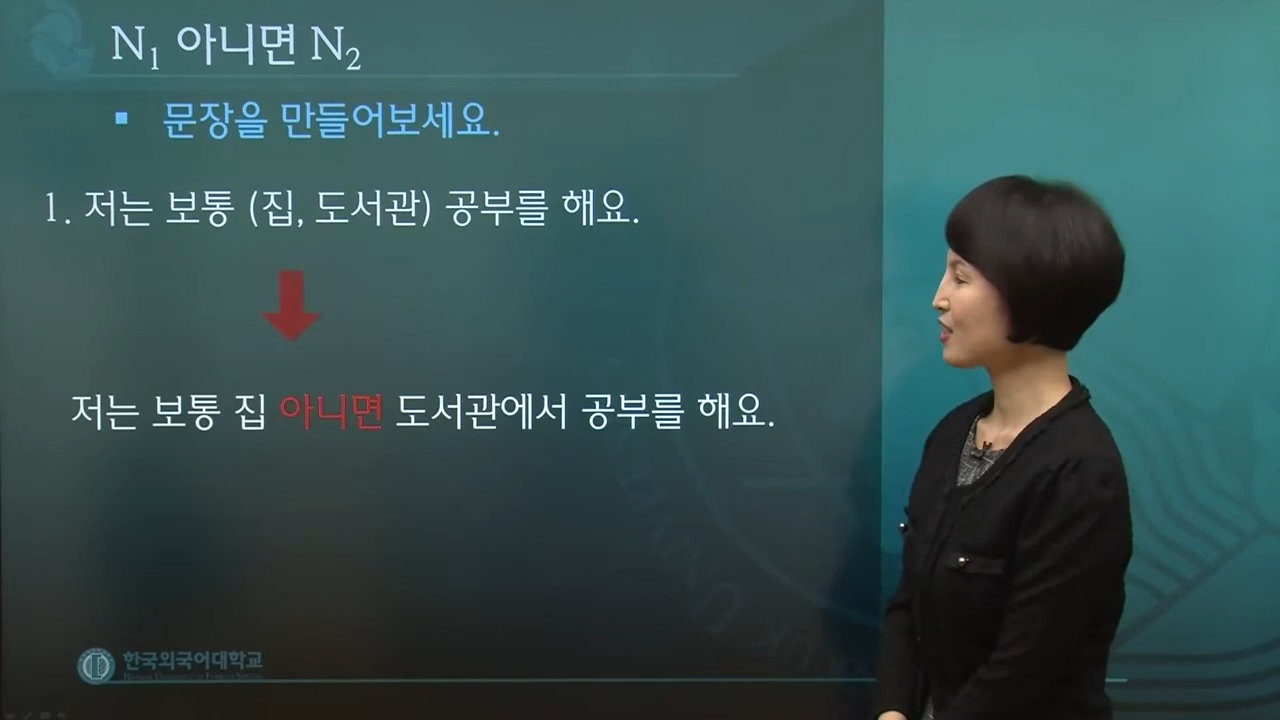 N₁ 아니면 N₂
▪ 문장을 만들어보세요.
1. 저는 보통 (집, 도서관) 공부를 해요.
저는 보통 집 아니면 도서관에서 공부를 해요.
한국외국어대학교